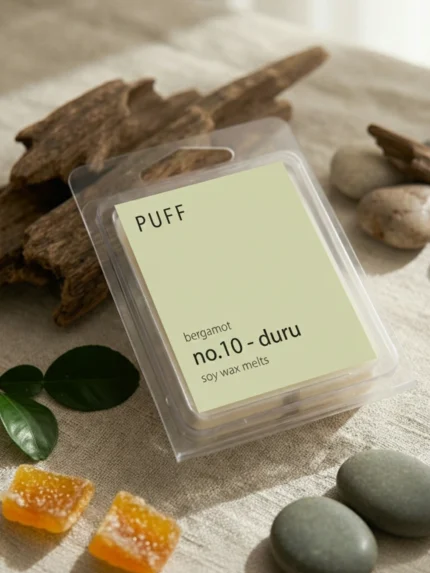 PUFF
bergamot
no.10 - duru
soy wax melts